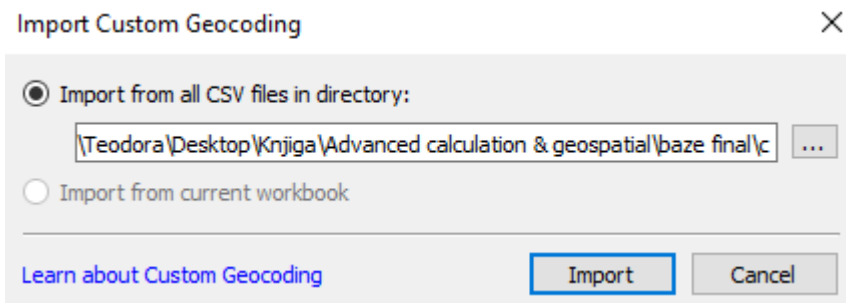 Import Custom Geocoding
Import from all CSV files in directory:
\Teodora\Desktop\Knjiga\Advanced calculation & geospatial\baze final\c
...
Import from current workbook
Learn about Custom Geocoding
Import
Cancel